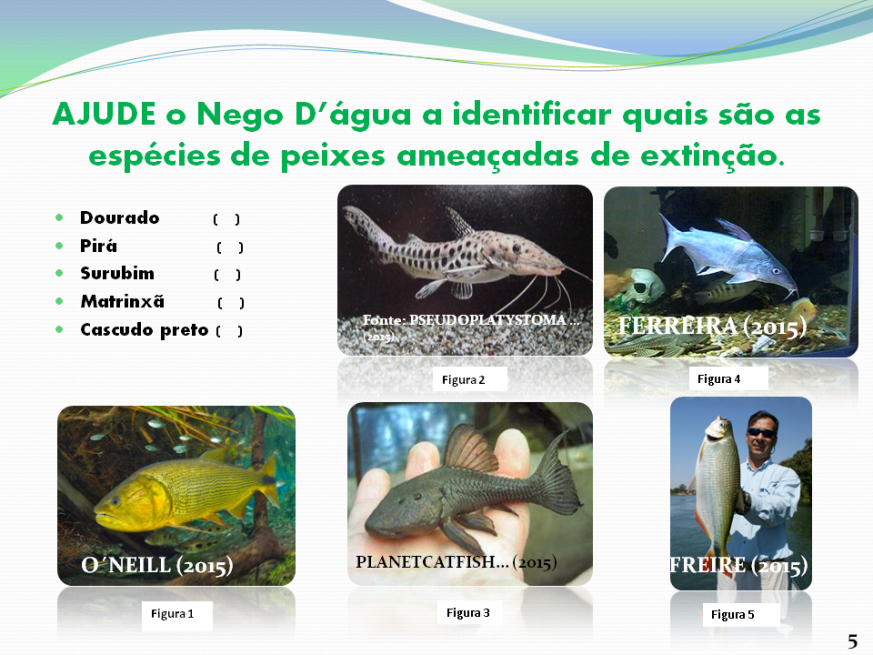 AJUDE o Nego D’água a identificar quais são as
espécies de peixes ameaçadas de extinção.
• Dourado ( )
• Pirá ( )
• Surubim ( )
• Matrinxã ( )
• Cascudo preto ( )
Fonte: PSEUDOPLATYSTOMA ...
(2015)
Figura 2
FERREIRA (2015)
Figura 4
O´NEILL (2015)
Figura 1
PLANETCATFISH... (2015)
Figura 3
FREIRE (2015)
Figura 5
5